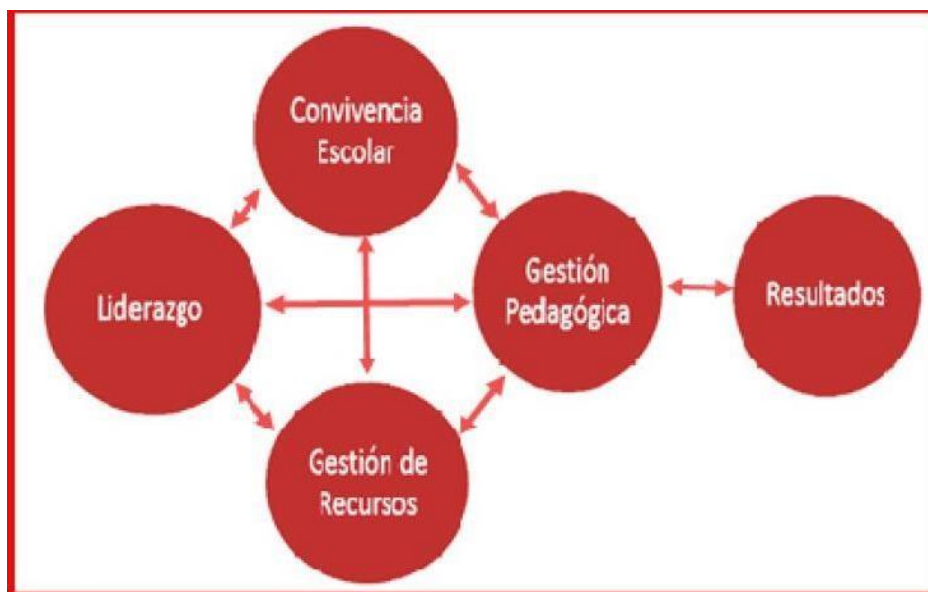 Convivencia
Escolar
Liderazgo
Gestión
Pedagógica
Resultados
Gestión de
Recursos